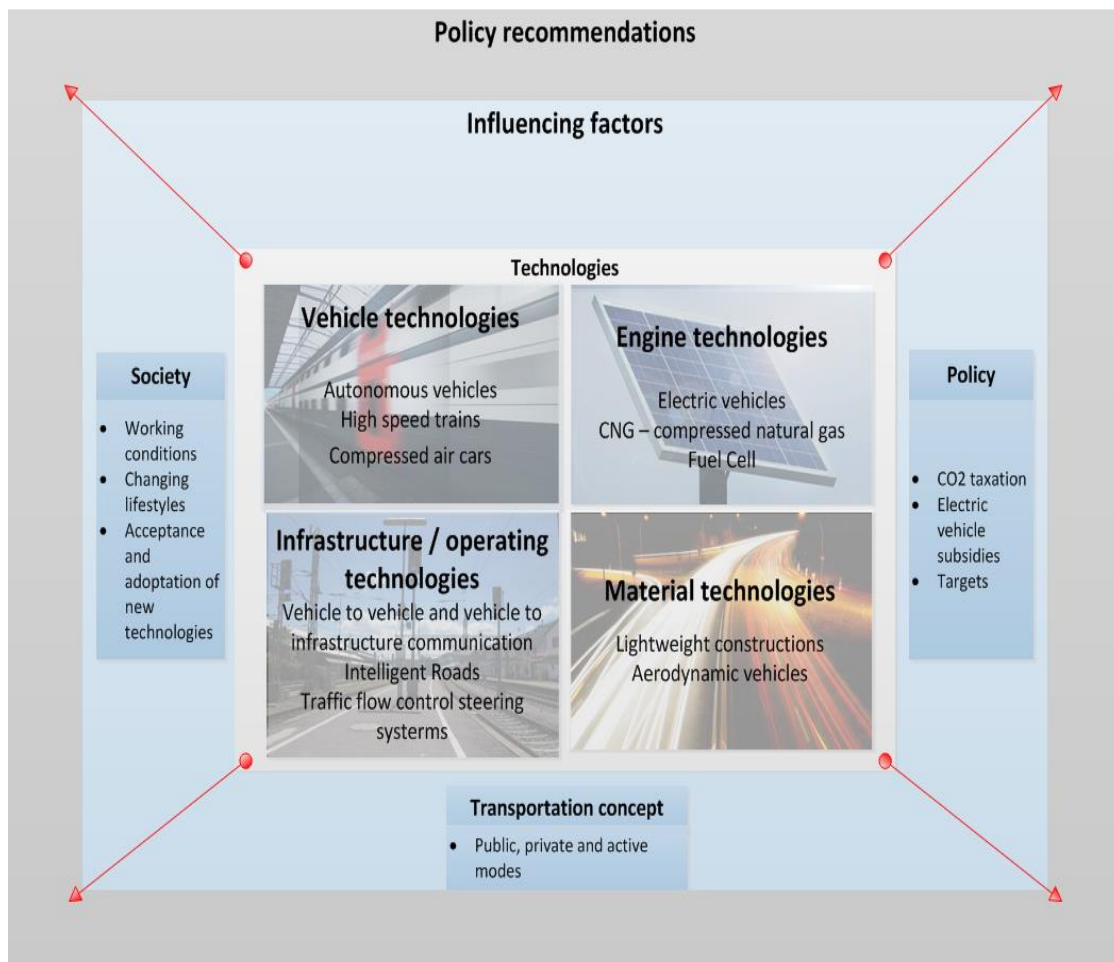 Policy recommendations
Influencing factors
Technologies
Vehicle technologies
Autonomous vehicles
High speed trains
Compressed air cars
Engine technologies
Electric vehicles
CNG – compressed natural gas
Fuel Cell
Society
• Working
conditions
• Changing
lifestyles
• Acceptance
and
adoptation of
new
technologies
Policy
• CO2 taxation
• Electric
vehicle
subsidies
• Targets
Infrastructure / operating
technologies
Vehicle to vehicle and vehicle to
infrastructure communication
Intelligent Roads
Traffic flow control steering
systerms
Material technologies
Lightweight constructions
Aerodynamic vehicles
Transportation concept
• Public, private and active
modes